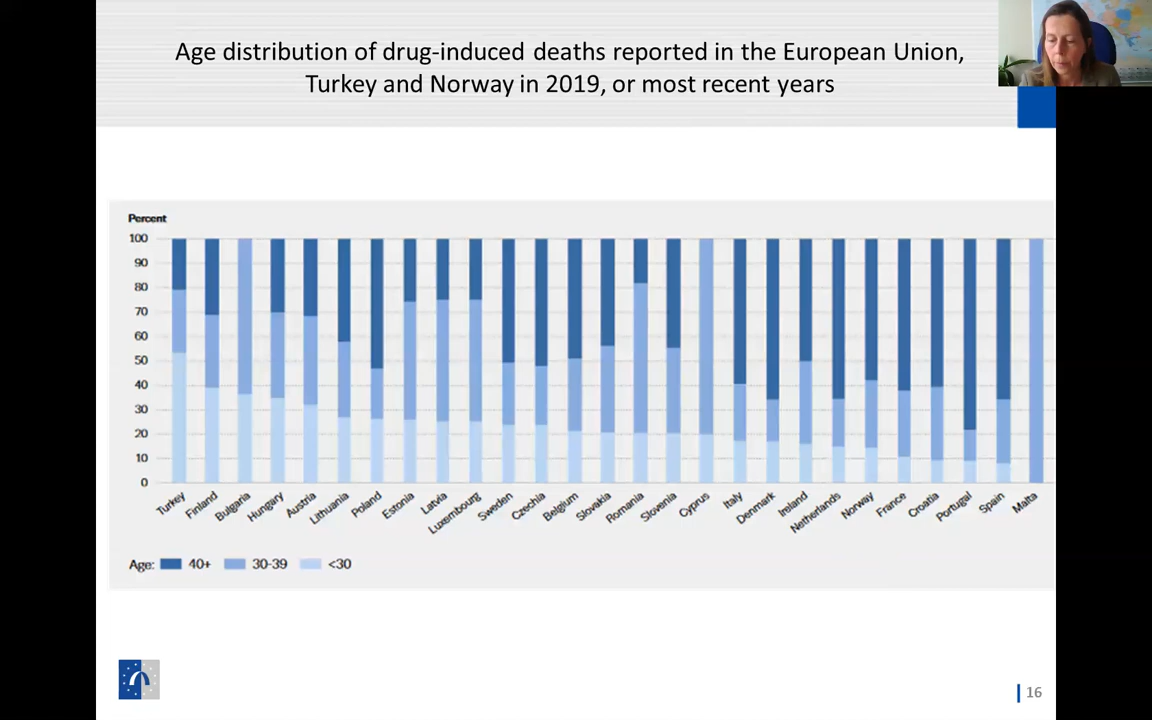 Age distribution of drug-induced deaths reported in the European Union,
Turkey and Norway in 2019, or most recent years
Percent
100
90
80
70
60
50
40
30
20
10
0
Turkey
Finland
Bulgaria
Hungary
Austria
Lithuania
Poland
Estonia
Latvia
Luxembourg
Sweden
Czechia
Belgium
Slovakia
Romania
Slovenia
Cyprus
Italy
Denmark
Ireland
Netherlands
Norway
France
Croatia
Portugal
Spain
Malta
Age: 40+ 30-39 <30
16